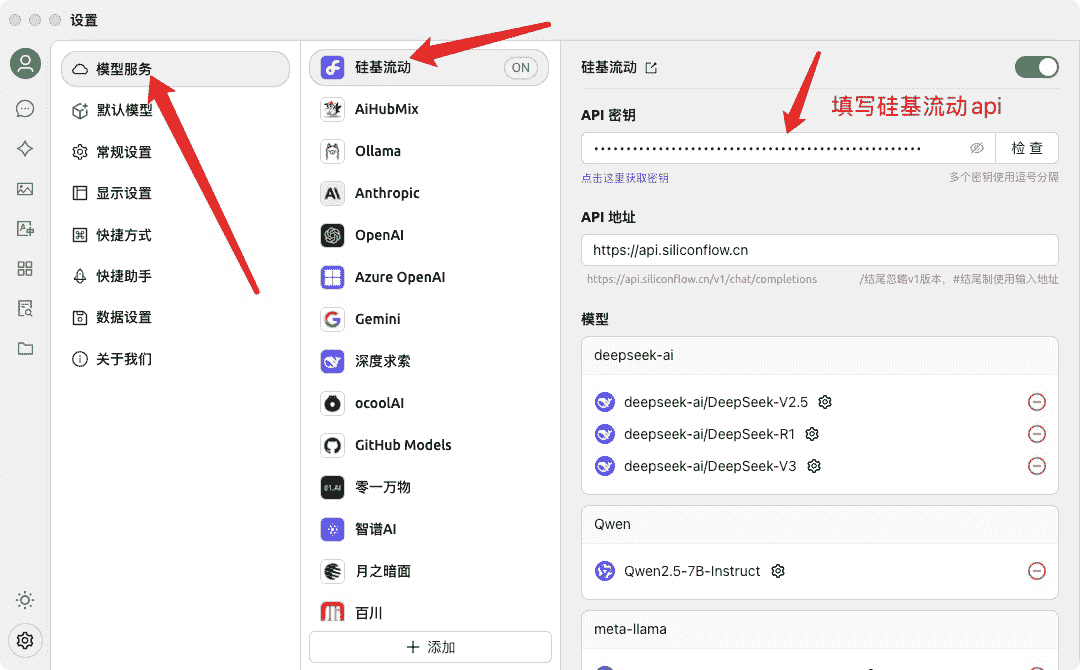 设置
模型服务
默认模型
常规设置
显示设置
快捷方式
快捷助手
数据设置
关于我们
硅基流动
ON
AiHubMix
Ollama
Anthropic
OpenAI
Azure OpenAI
Gemini
深度求索
ocoolAI
GitHub Models
01.AI
零一万物
智谱AI
月之暗面
百川
添加
硅基流动
API 密钥
填写硅基流动api
检 查
点击这里获取密钥
多个密钥使用逗号分隔
API 地址
https://api.siliconflow.cn
https://api.siliconflow.cn/v1/chat/completions
/结尾忽略v1版本，#结尾制使用输入地址
模型
deepseek-ai
deepseek-ai/DeepSeek-V2.5
deepseek-ai/DeepSeek-R1
deepseek-ai/DeepSeek-V3
Qwen
Qwen2.5-7B-Instruct
meta-llama